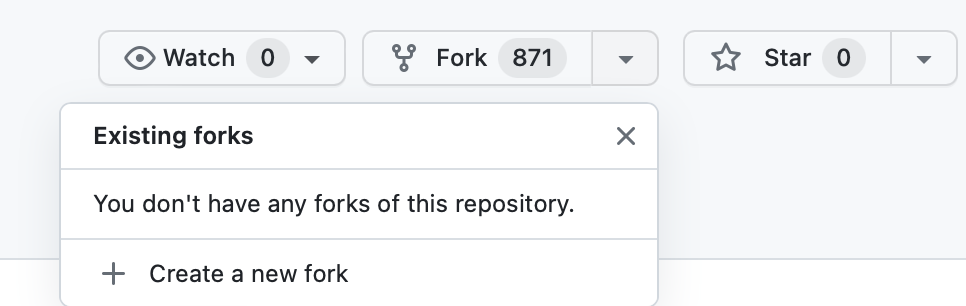 Watch 0 Fork 871 Star 0
Existing forks
You don't have any forks of this repository.
Create a new fork